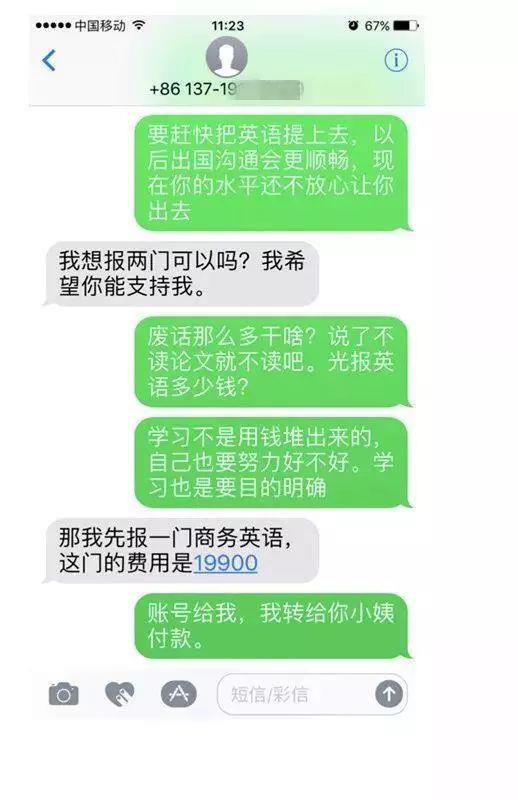 中国移动
11:23
67%
+86 137-19
要赶快把英语提上去，以
后出国沟通会更顺畅，现
在你的水平还不放心让你
出去
我想报两门可以吗？我希
望你能支持我。
废话那么多干啥？说了不
读论文就不读吧。光报英
语多少钱？
学习不是用钱堆出来的，
自己也要努力好不好。学
习也是要目的明确
那我先报一门商务英语，
这门的费用是19900
账号给我，我转给你小姨
付款。
短信/彩信